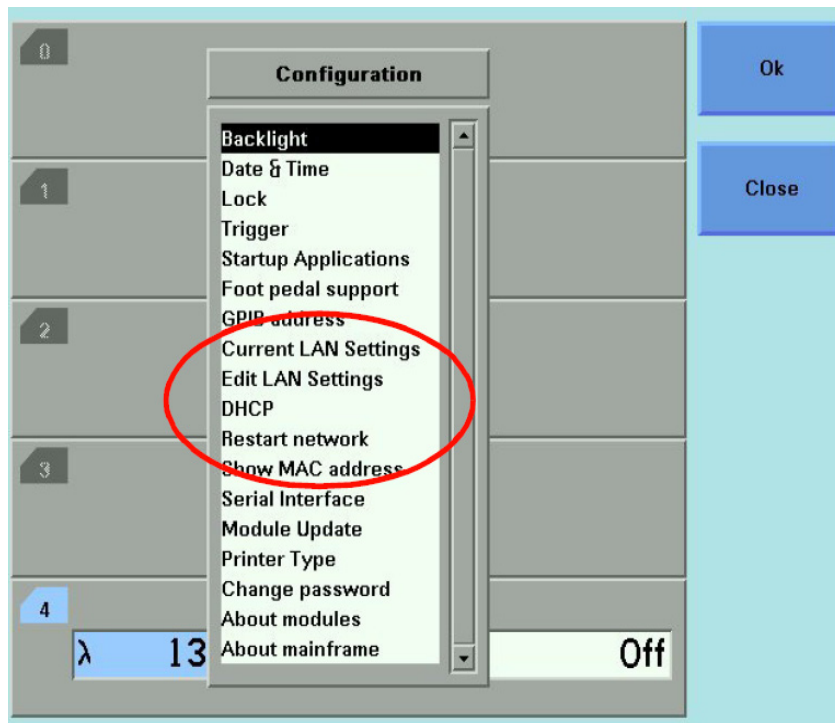 0
Configuration
Ok
Backlight
Date & Time
1
Lock
Close
Trigger
Startup Applications
Foot pedal support
GPIB address
2
Current LAN Settings
Edit LAN Settings
DHCP
Restart network
3
Show MAC address
Serial Interface
Module Update
Printer Type
Change password
4
About modules
About mainframe
λ 13
Off